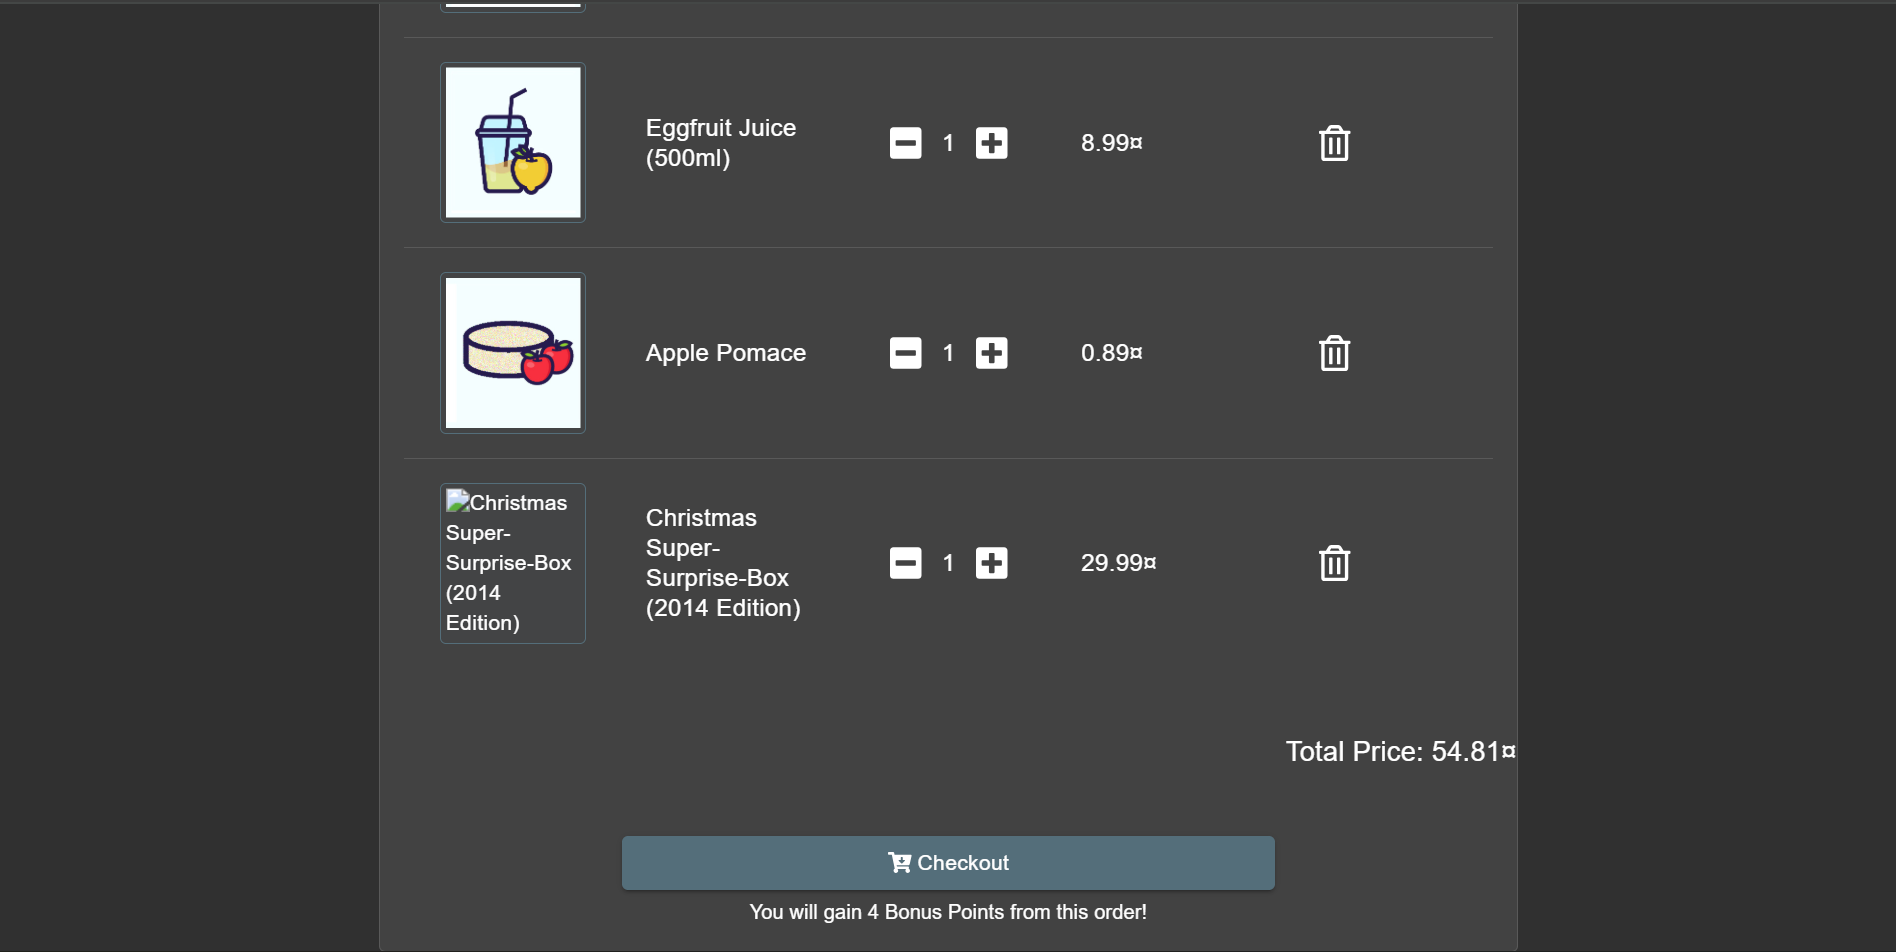 Eggfruit Juice
(500ml)
1
8.99¤
Apple Pomace
1
0.89¤
Christmas
Super-
Surprise-Box
(2014
Edition)
Christmas
Super-
Surprise-Box
(2014 Edition)
1
29.99¤
Total Price: 54.81¤
Checkout
You will gain 4 Bonus Points from this order!